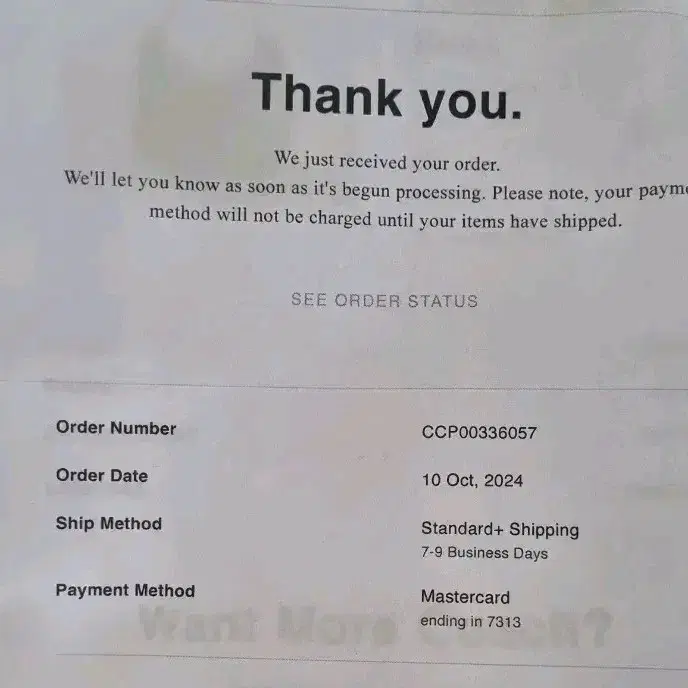 Thank you.
We just received your order.
We'll let you know as soon as it's begun processing. Please note, your
method will not be charged until your items have shipped.
SEE ORDER STATUS
Order Number CCP00336057
Order Date 10 Oct, 2024
Ship Method Standard+ Shipping
7-9 Business Days
Payment Method Mastercard
ending in 7313
Want More